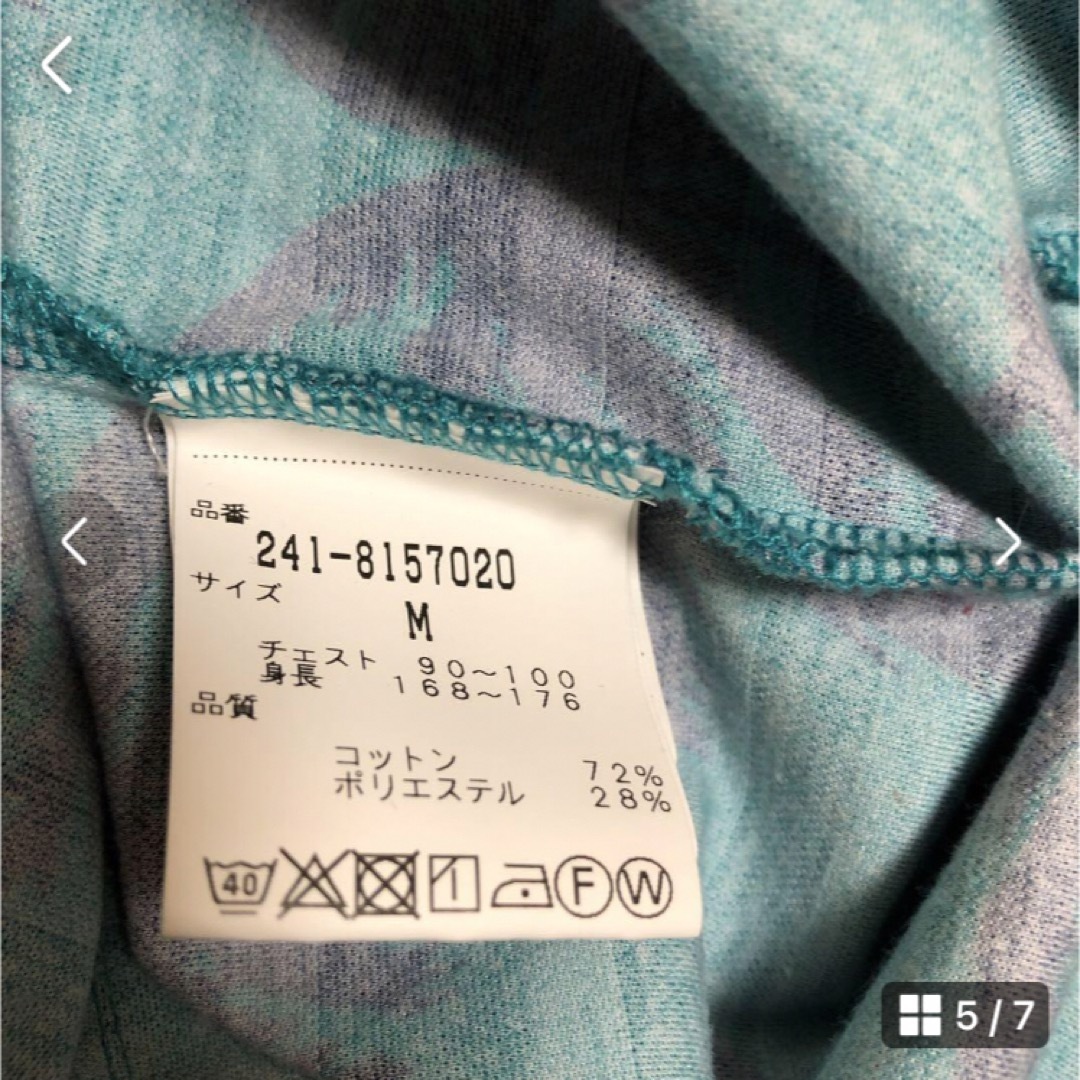 品番
241-8157020
サイズ
M
チェスト 90～100
身長 168～176
品質
コットン 72%
ポリエステル 28%
40
F W
5 / 7